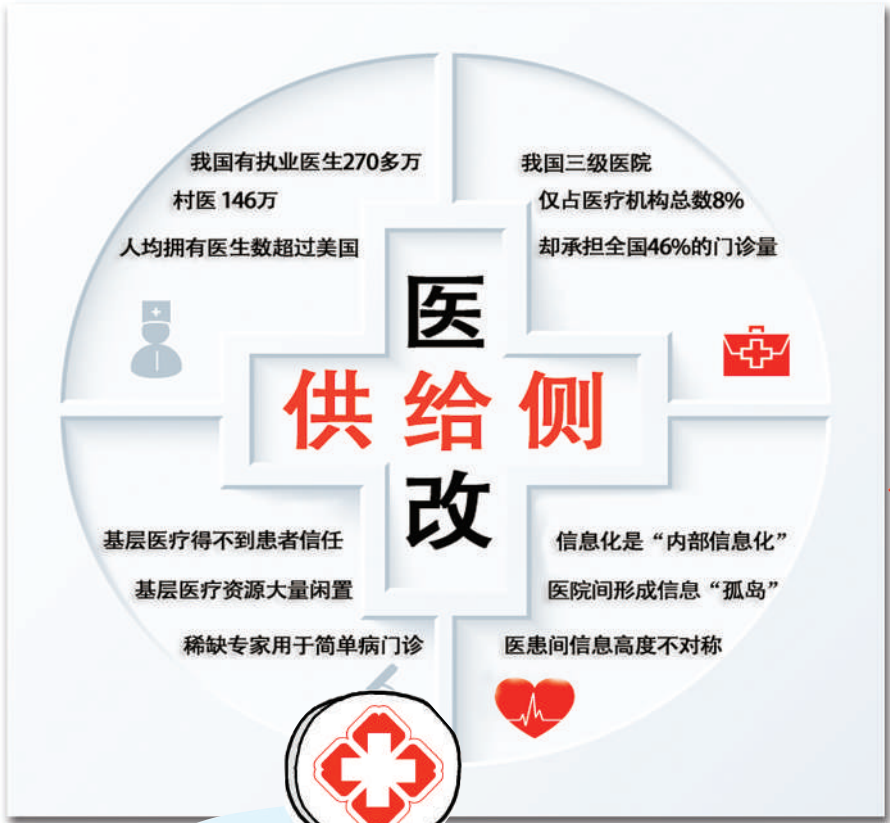 我国有执业医生270多万
村医 146万
人均拥有医生数超过美国
我国三级医院
仅占医疗机构总数8%
却承担全国46%的门诊量
医
供给侧
改
基层医疗得不到患者信任
基层医疗资源大量闲置
稀缺专家用于简单病门诊
信息化是“内部信息化”
医院间形成信息“孤岛”
医患间信息高度不对称